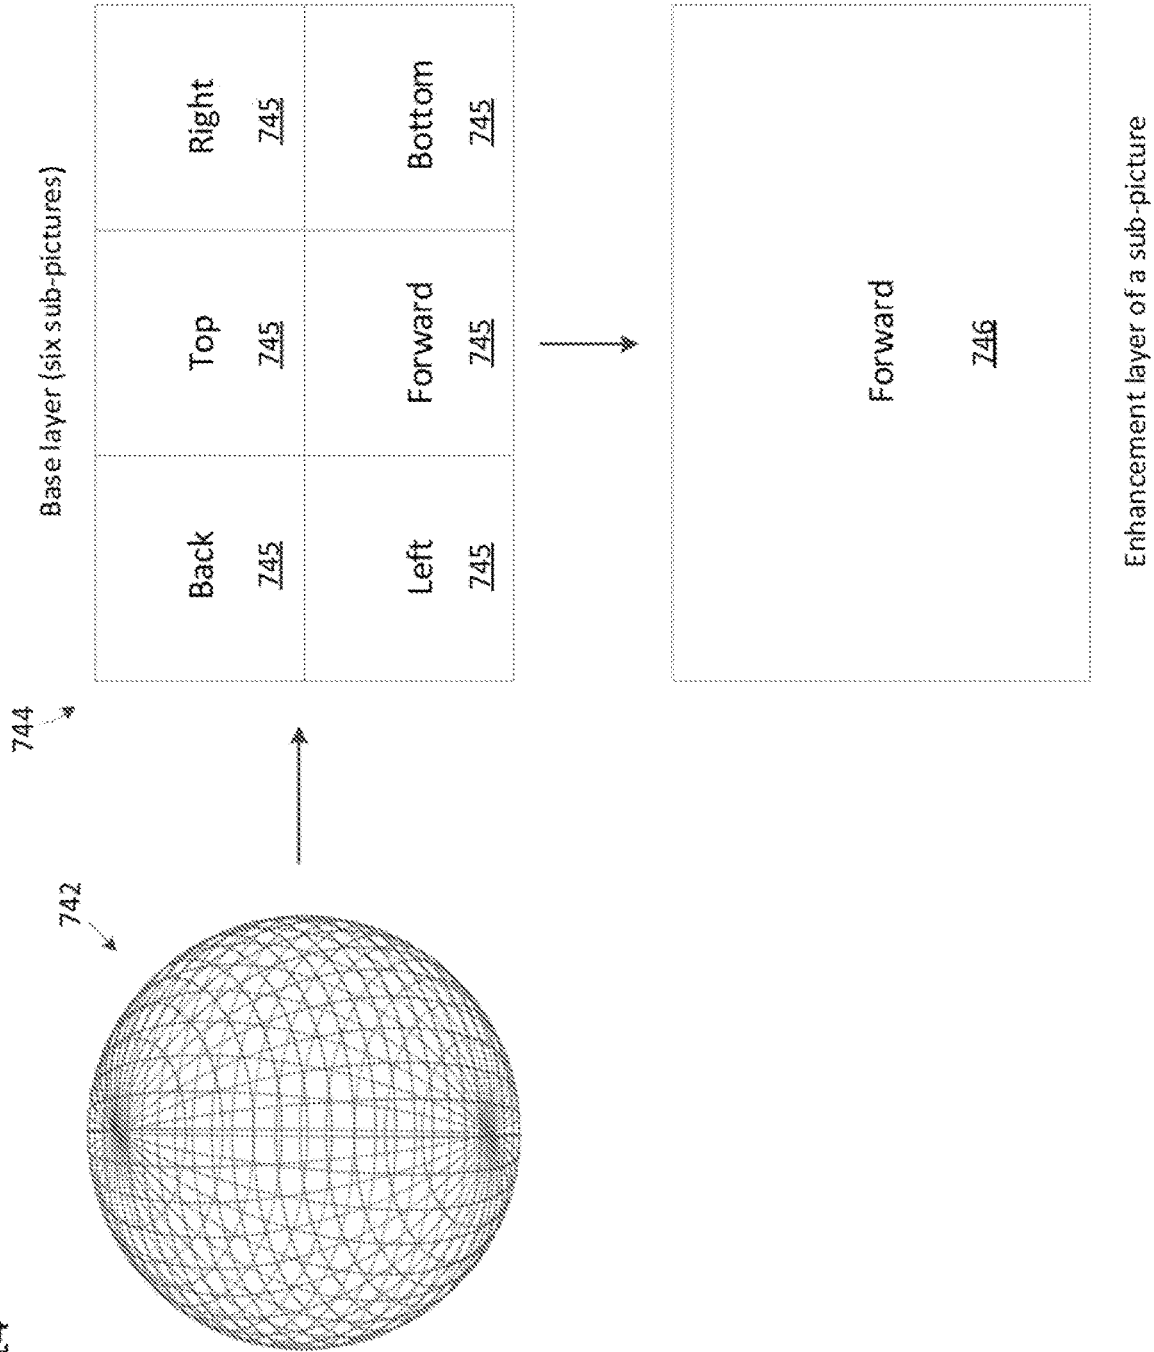 744
Base layer (six sub-pictures)
742
Back Top Right
745 745 745
Left Forward Bottom
745 745 745
Forward
746
Enhancement layer of a sub-picture